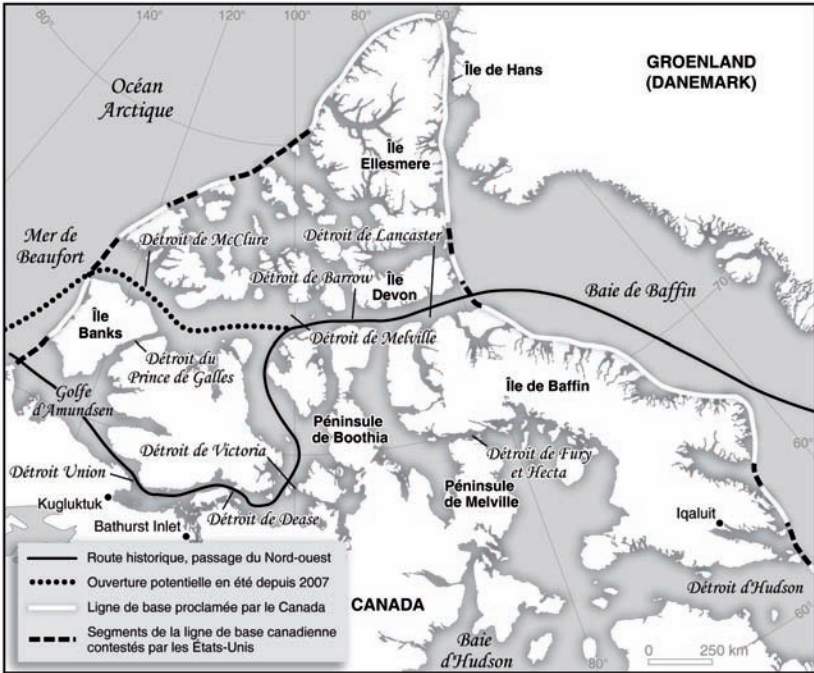 80°
140°
120°
100°
80°
60°
Océan
Arctique
Île de Hans
GROENLAND
(DANEMARK)
Île
Ellesmere
Mer de
Beaufort
Détroit de McClure
Détroit de Lancaster
Détroit de Barrow
Île
Devon
Baie de Baffin
70°
Île
Banks
Détroit de Melville
Détroit du
Prince de Galles
Île de Baffin
Golfe
d'Amundsen
Péninsule
de Boothia
Détroit de Victoria
Détroit de Fury
et Hecta
60°
Détroit Union
Péninsule
de Melville
Kugluktuk
Iqaluit
Détroit de Dease
Bathurst Inlet
Route historique, passage du Nord-ouest
Ouverture potentielle en été depuis 2007
Ligne de base proclamée par le Canada
Segments de la ligne de base canadienne
contestés par les États-Unis
CANADA
Détroit d'Hudson
60°
Baie
d'Hudson
80°
0 250 km